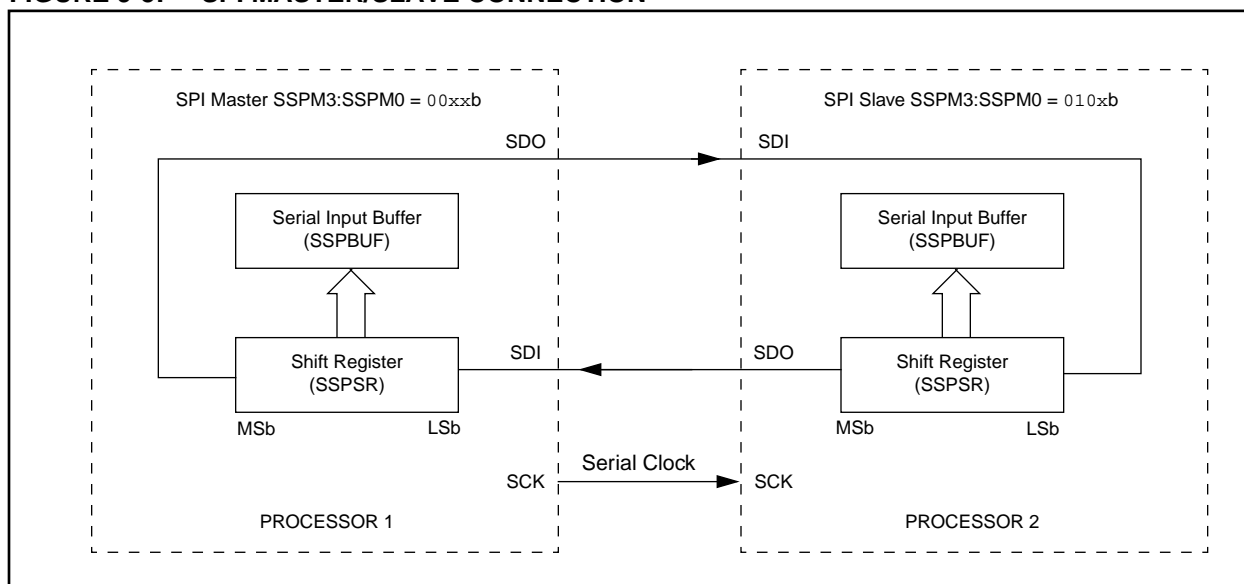 SPI Master SSPM3:SSPM0 = 00xxb
SPI Slave SSPM3:SSPM0 = 010xb
SDO
SDI
Serial Input Buffer
(SSPBUF)
Serial Input Buffer
(SSPBUF)
Shift Register
(SSPSR)
SDI
SDO
Shift Register
(SSPSR)
MSb
LSb
MSb
LSb
Serial Clock
SCK
SCK
PROCESSOR 1
PROCESSOR 2